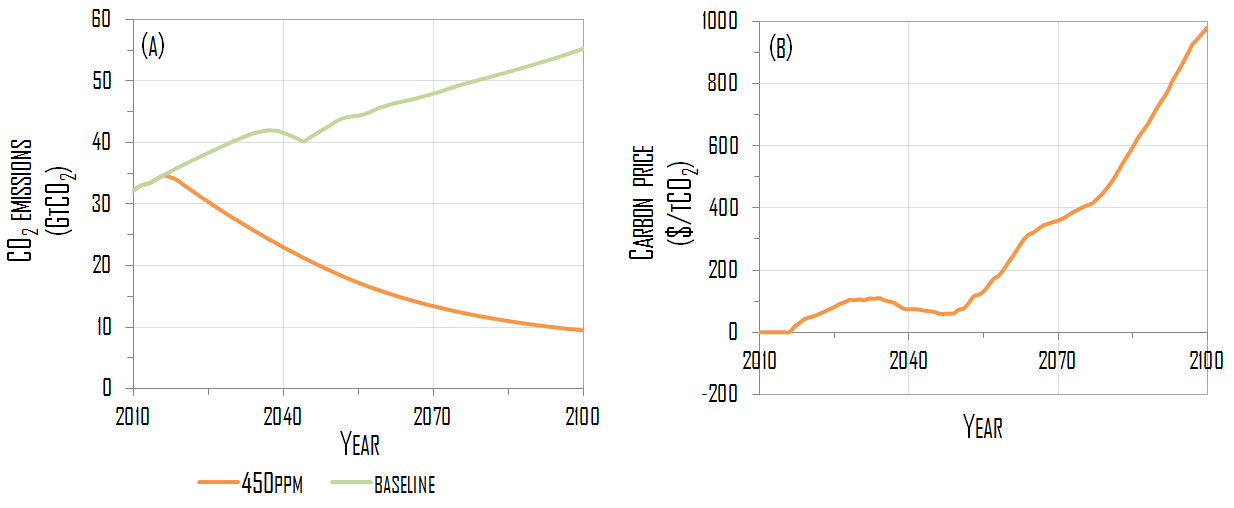 (A)
60
50
40
30
20
10
0
CO2 EMISSIONS
(GTCO2)
2010 2040 2070 2100
YEAR
450PPM BASELINE
(B)
1000
800
600
400
200
0
-200
CARBON PRICE
($/TCO2)
2010 2040 2070 2100
YEAR